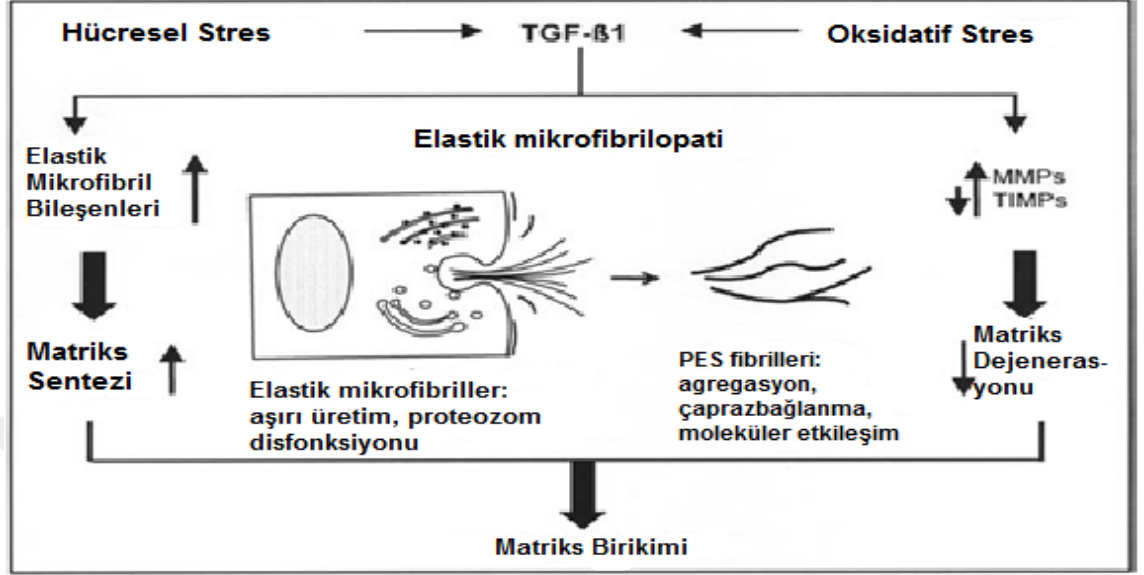 Hücresel Stres
TGF-ß1
Oksidatif Stres
Elastik mikrofibrilopati
Elastik
Mikrofibril
Bileşenleri
MMPs
TIMPs
Matriks
Sentezi
Elastik mikrofibriller:
aşırı üretim, proteozom
disfonksiyonu
PES fibrilleri:
agregasyon,
çaprazbağlanma,
moleküler etkileşim
Matriks
Dejeneras-
yonu
Matriks Birikimi